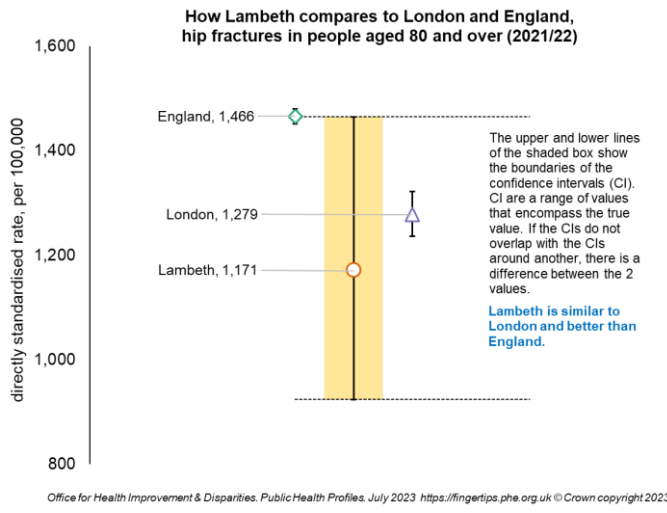 How Lambeth compares to London and England,
hip fractures in people aged 80 and over (2021/22)
directly standardised rate, per 100,000
1,600
1,400
1,200
1,000
800
England, 1,466
London, 1,279
Lambeth, 1,171
The upper and lower lines
of the shaded box show
the boundaries of the
confidence intervals (CI).
CI are a range of values
that encompass the true
value. If the CIs do not
overlap with the CIs
around another, there is a
difference between the 2
values.
Lambeth is similar to
London and better than
England.
Office for Health Improvement & Disparities. Public Health Profiles. July 2023 https://fingertips.phe.org.uk © Crown copyright 2023